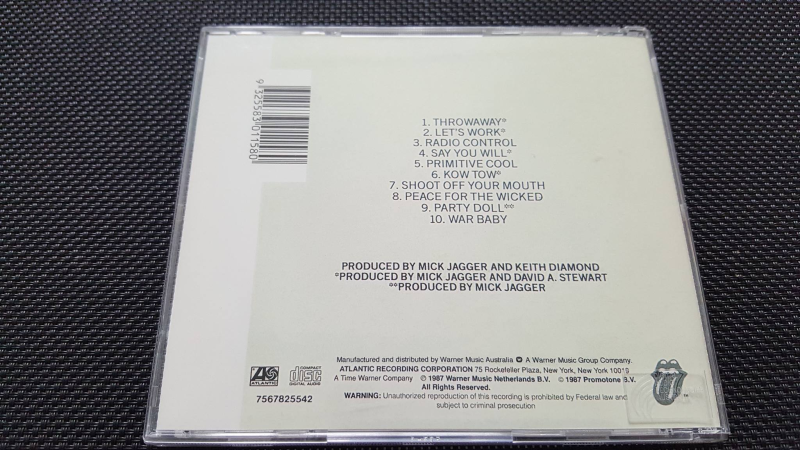 9 325583 011580
1. THROWAWAY°
2. LET'S WORK°
3. RADIO CONTROL
4. SAY YOU WILL°
5. PRIMITIVE COOL
6. KOW TOW°
7. SHOOT OFF YOUR MOUTH
8. PEACE FOR THE WICKED
9. PARTY DOLL°°
10. WAR BABY
PRODUCED BY MICK JAGGER AND KEITH DIAMOND
°PRODUCED BY MICK JAGGER AND DAVID A. STEWART
°°PRODUCED BY MICK JAGGER
Manufactured and distributed by Warner Music Australia A Warner Music Group Company.
ATLANTIC RECORDING CORPORATION 75 Rockefeller Plaza, New York, New York 10019
A Time Warner Company ℗ 1987 Warner Music Netherlands B.V. © 1987 Promotone B.V.
All Rights Reserved.
WARNING: Unauthorized reproduction of this recording is prohibited by Federal law and
subject to criminal prosecution
ATLANTIC
COMPACT
disc
DIGITAL AUDIO
TM
7567825542